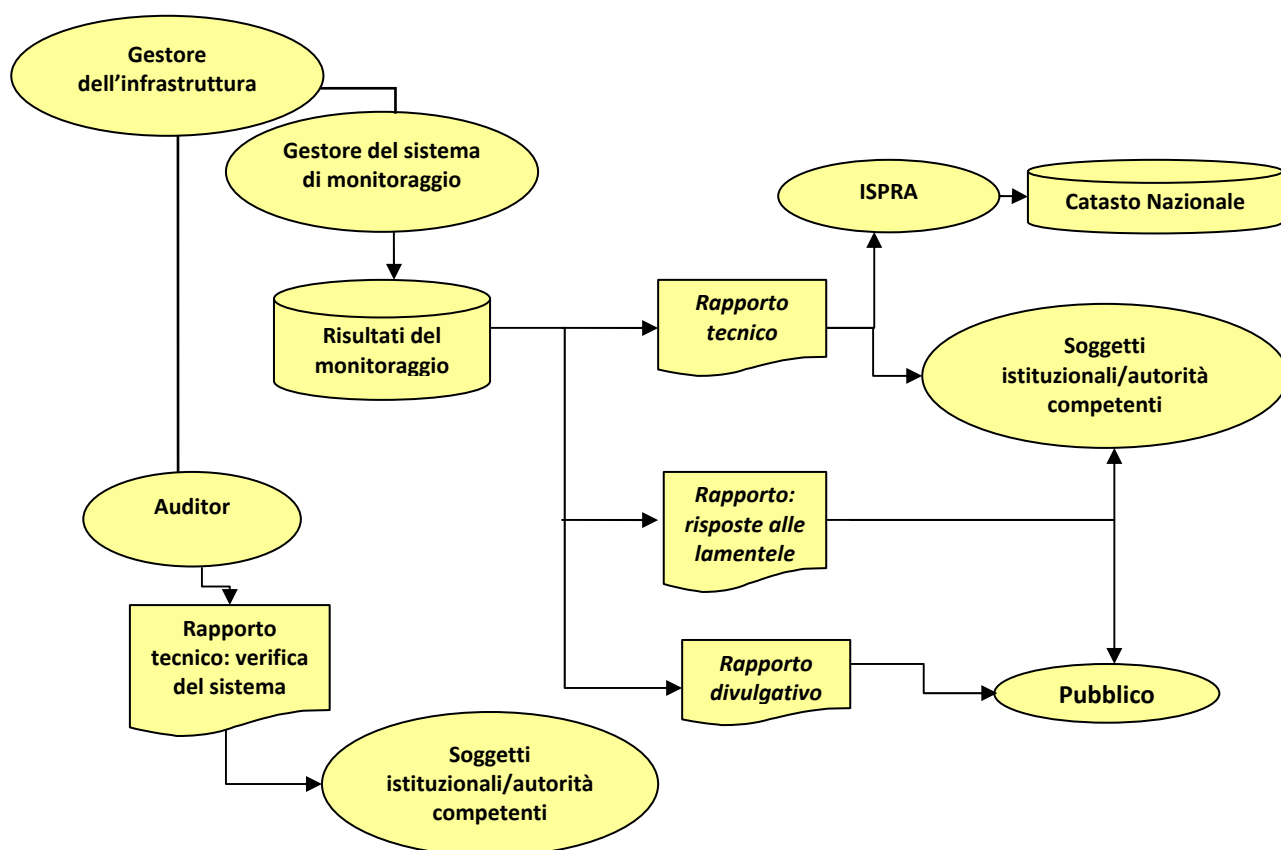 Gestore
dell'infrastruttura
Gestore del sistema
di monitoraggio
ISPRA
Catasto Nazionale
Risultati del
monitoraggio
Rapporto
tecnico
Soggetti
istituzionali/autorità
competenti
Auditor
Rapporto:
risposte alle
lamentele
Rapporto
tecnico: verifica
del sistema
Rapporto
divulgativo
Pubblico
Soggetti
istituzionali/autorità
competenti